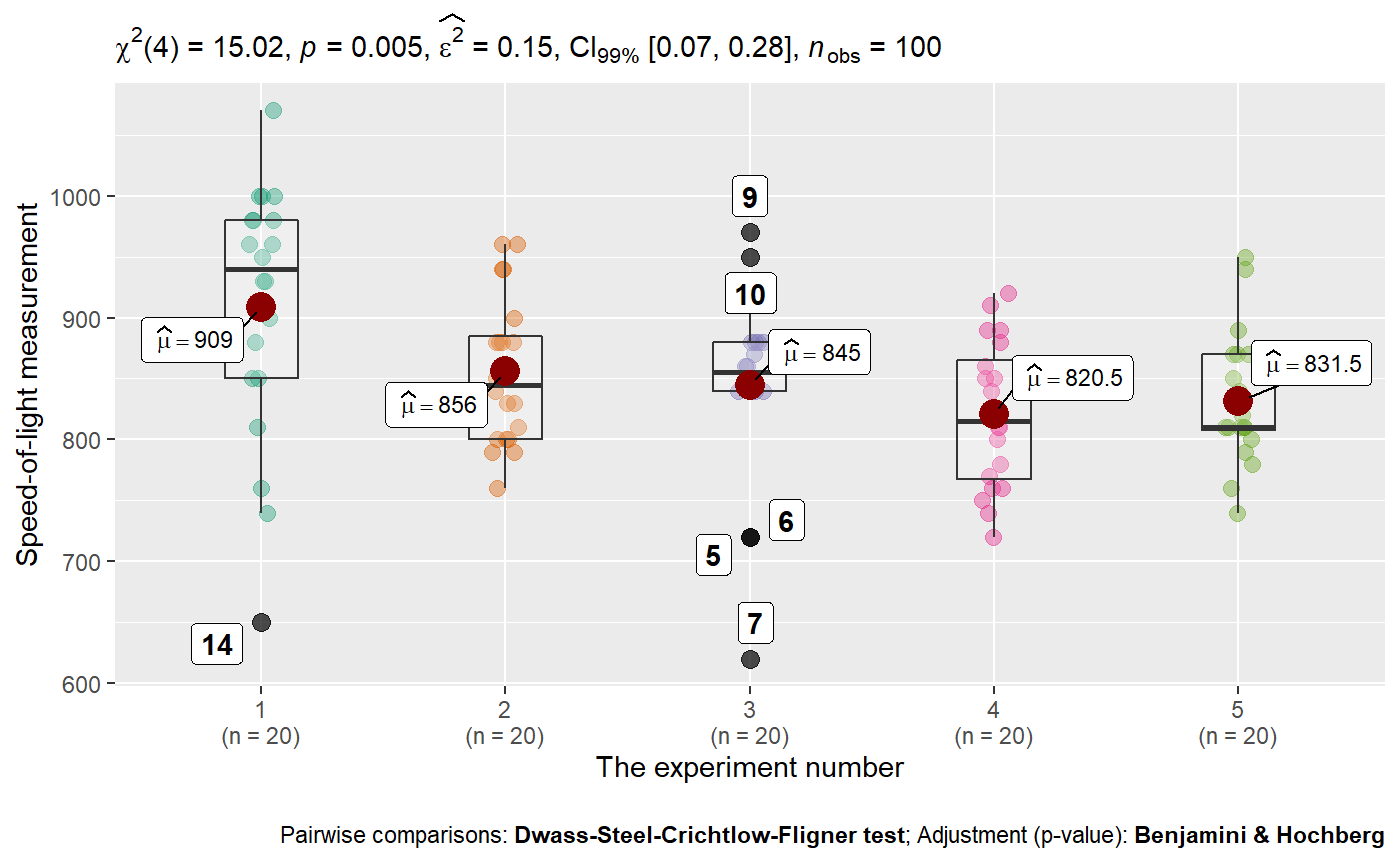 χ²(4) = 15.02, p = 0.005, ε̂² = 0.15, CI99% [0.07, 0.28], nobs = 100
Speed-of-light measurement
1000
900
800
700
600
9
10
μ̂ = 909
μ̂ = 856
μ̂ = 845
μ̂ = 820.5
μ̂ = 831.5
6
5
7
14
1 2 3 4 5
(n = 20) (n = 20) (n = 20) (n = 20) (n = 20)
The experiment number
Pairwise comparisons: Dwass-Steel-Crichtlow-Fligner test; Adjustment (p-value): Benjamini & Hochberg